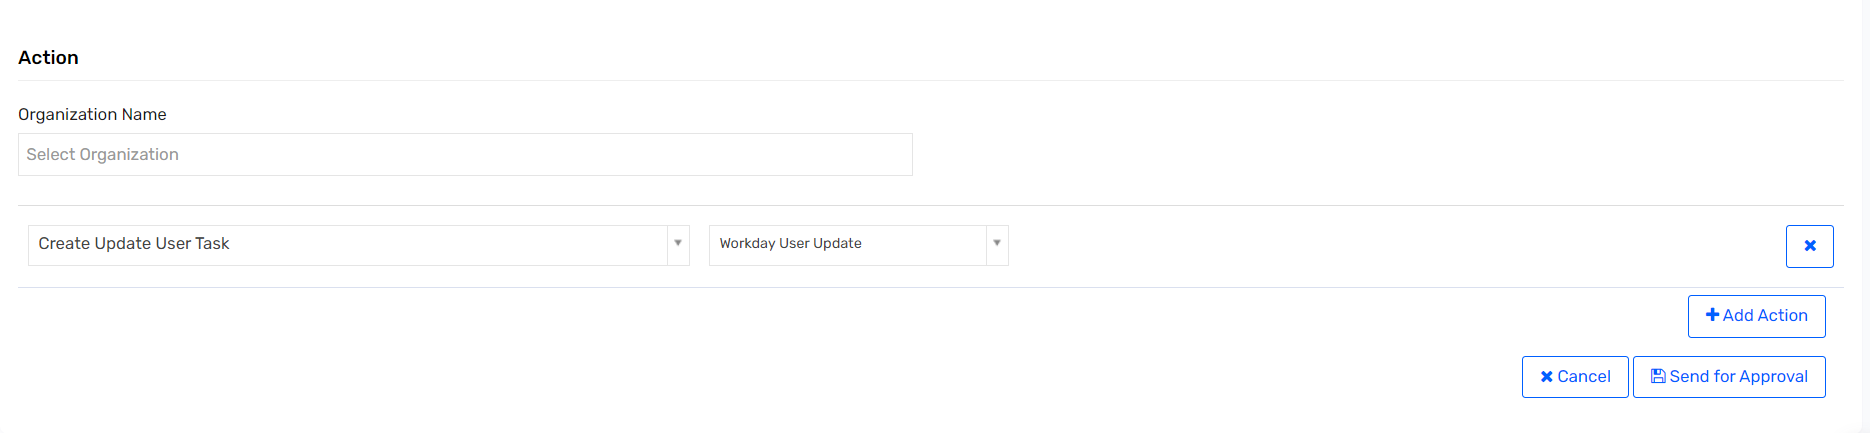 Action
Organization Name
Select Organization
Create Update User Task
Workday User Update
Add Action
Cancel
Send for Approval